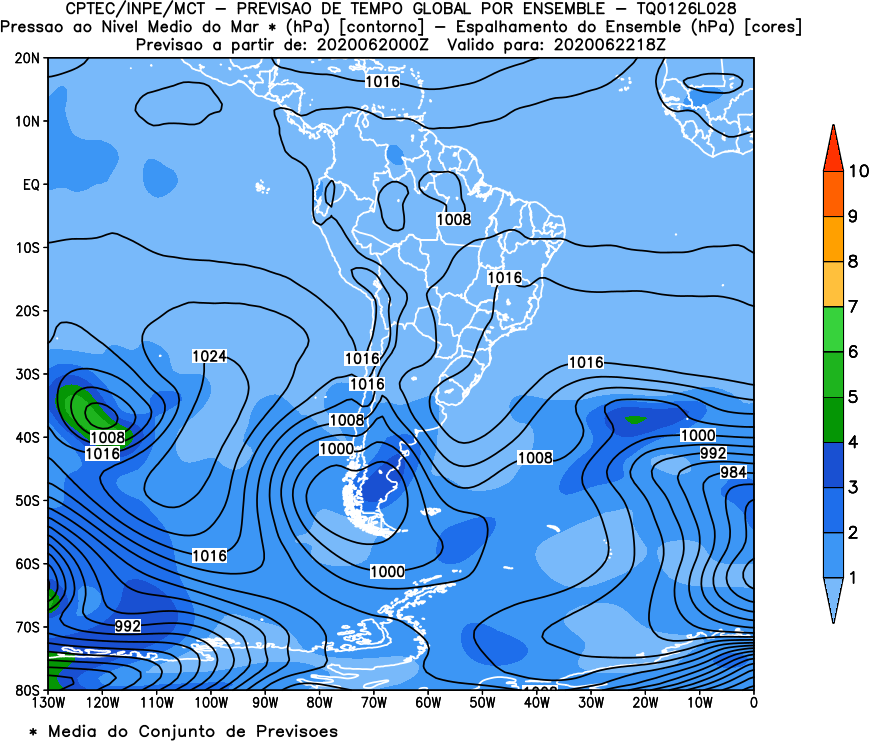 CPTEC/INPE/MCT – PREVISAO DE TEMPO GLOBAL POR ENSEMBLE – TQ0126L028
Pressao ao Nivel Medio do Mar * (hPa) [contorno] – Espalhamento do Ensemble (hPa) [cores]
Previsao a partir de: 2020062000Z Valido para: 2020062218Z
20N
1016
10N
10
EQ
9
1008
10S
8
1016
20S
7
1024
1016
1016
6
30S
1016
5
1008
1008
1000
40S
4
1016
1000
992
1008
984
3
50S
2
1016
60S
1000
1
992
70S
80S
130W 120W 110W 100W 90W 80W 70W 60W 50W 40W 30W 20W 10W 0
* Media do Conjunto de Previsoes